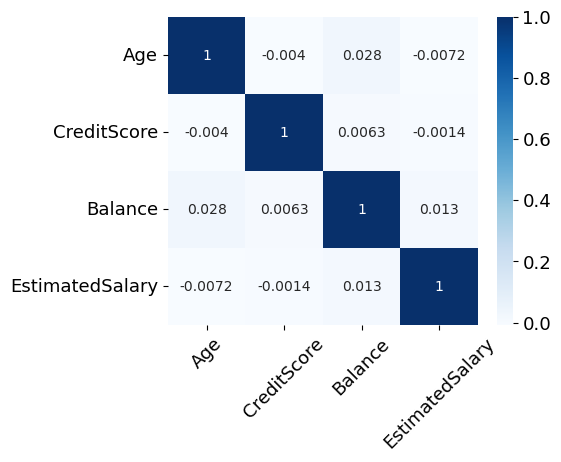 Age 1 -0.004 0.028 -0.0072
CreditScore -0.004 1 0.0063 -0.0014
Balance 0.028 0.0063 1 0.013
EstimatedSalary -0.0072 -0.0014 0.013 1
Age CreditScore Balance EstimatedSalary
1.0
0.8
0.6
0.4
0.2
0.0